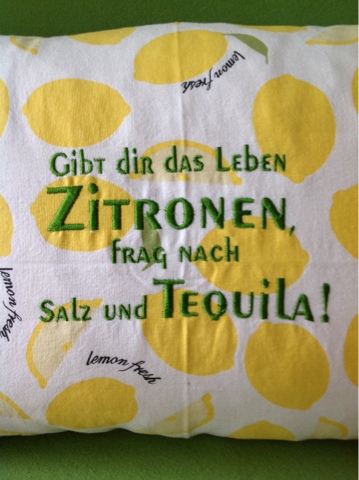 lemon fresh
Gibt dir das Leben
Zitronen,
frag nach
Salz und Tequila!
lemon fresh
lemon fresh